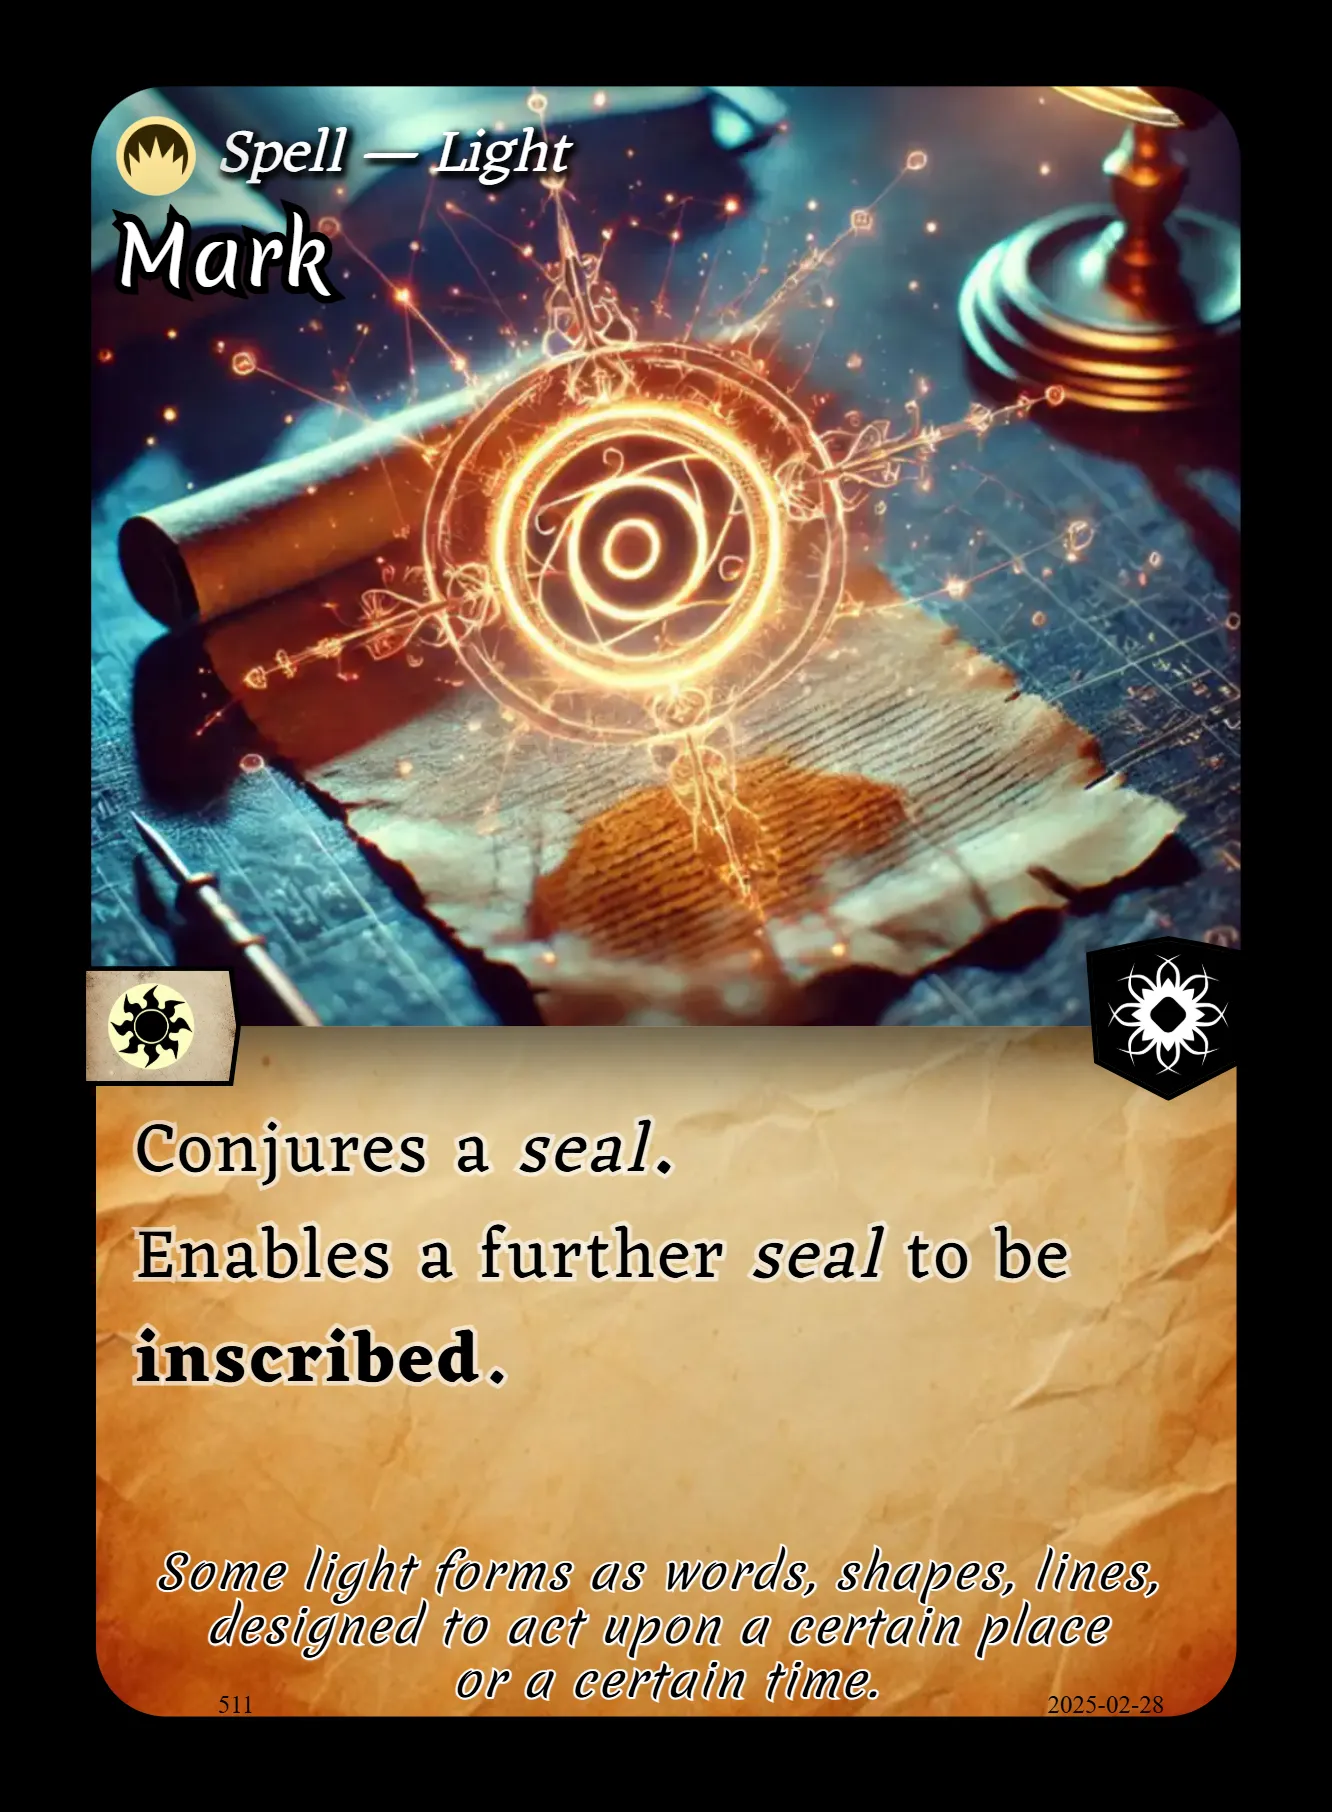 Spell — Light
Mark
Conjures a seal.
Enables a further seal to be
inscribed.
Some light forms as words, shapes, lines,
designed to act upon a certain place
or a certain time.
511
2025-02-28